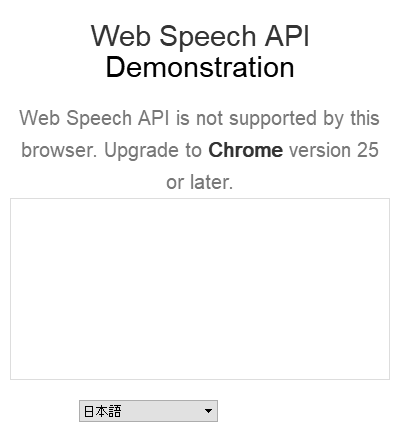 Web Speech API
Demonstration
Web Speech API is not supported by this
browser. Upgrade to Chrome version 25
or later.
日本語